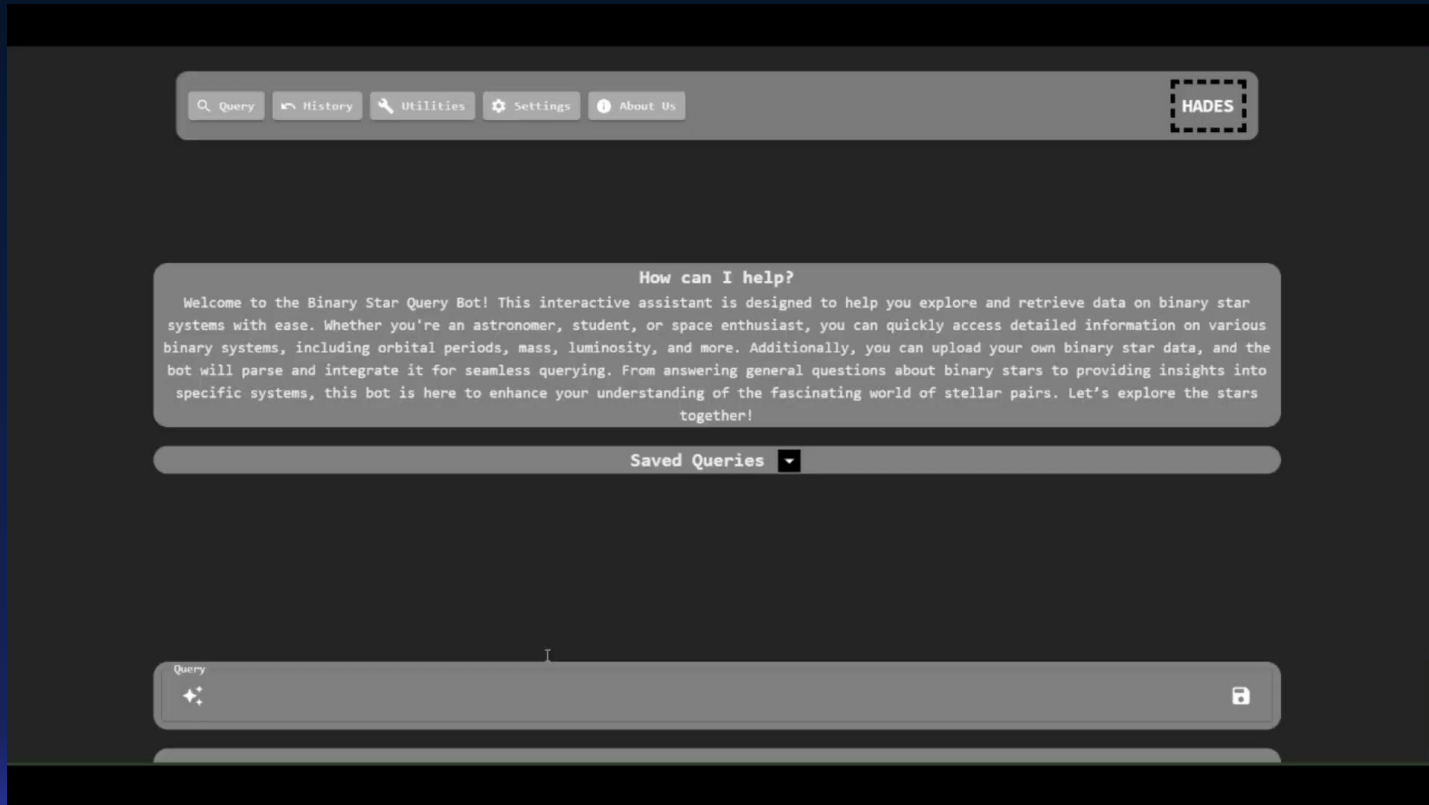 Query History Utilities Settings About Us HADES
How can I help?
Welcome to the Binary Star Query Bot! This interactive assistant is designed to help you explore and retrieve data on binary star
systems with ease. Whether you're an astronomer, student, or space enthusiast, you can quickly access detailed information on various
binary systems, including orbital periods, mass, luminosity, and more. Additionally, you can upload your own binary star data, and the
bot will parse and integrate it for seamless querying. From answering general questions about binary stars to providing insights into
specific systems, this bot is here to enhance your understanding of the fascinating world of stellar pairs. Let’s explore the stars
together!
Saved Queries
Query